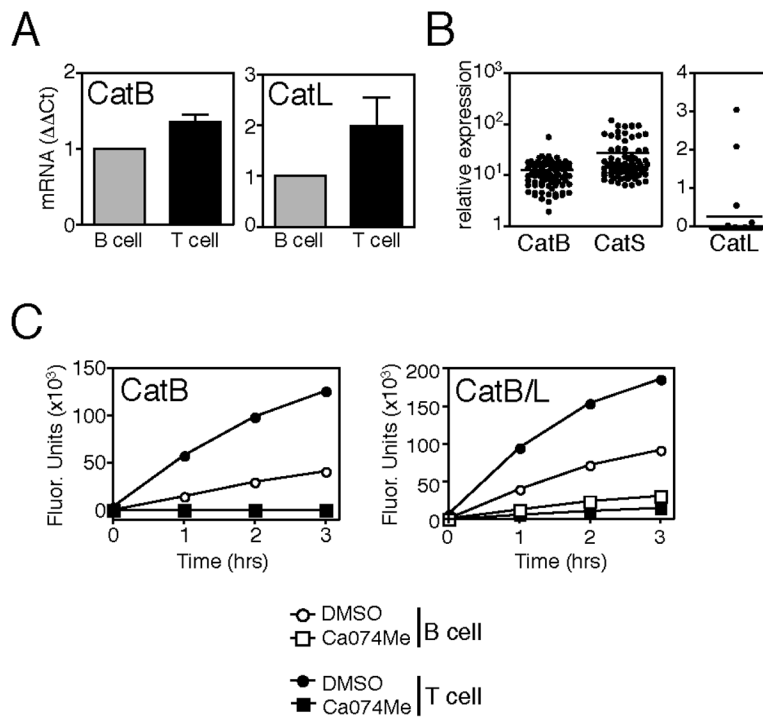 A
mRNA (ΔΔCt)
2
1
0
CatB
B cell
T cell
3
2
1
0
CatL
B cell
T cell
B
relative expression
10³
10²
10¹
1
CatB
CatS
4
3
2
1
0
CatL
C
Fluor. Units (x10³)
150
100
50
0
CatB
0 1 2 3
Time (hrs)
Fluor. Units (x10³)
200
150
100
50
0
CatB/L
0 1 2 3
Time (hrs)
DMSO
Ca074Me
B cell
DMSO
Ca074Me
T cell